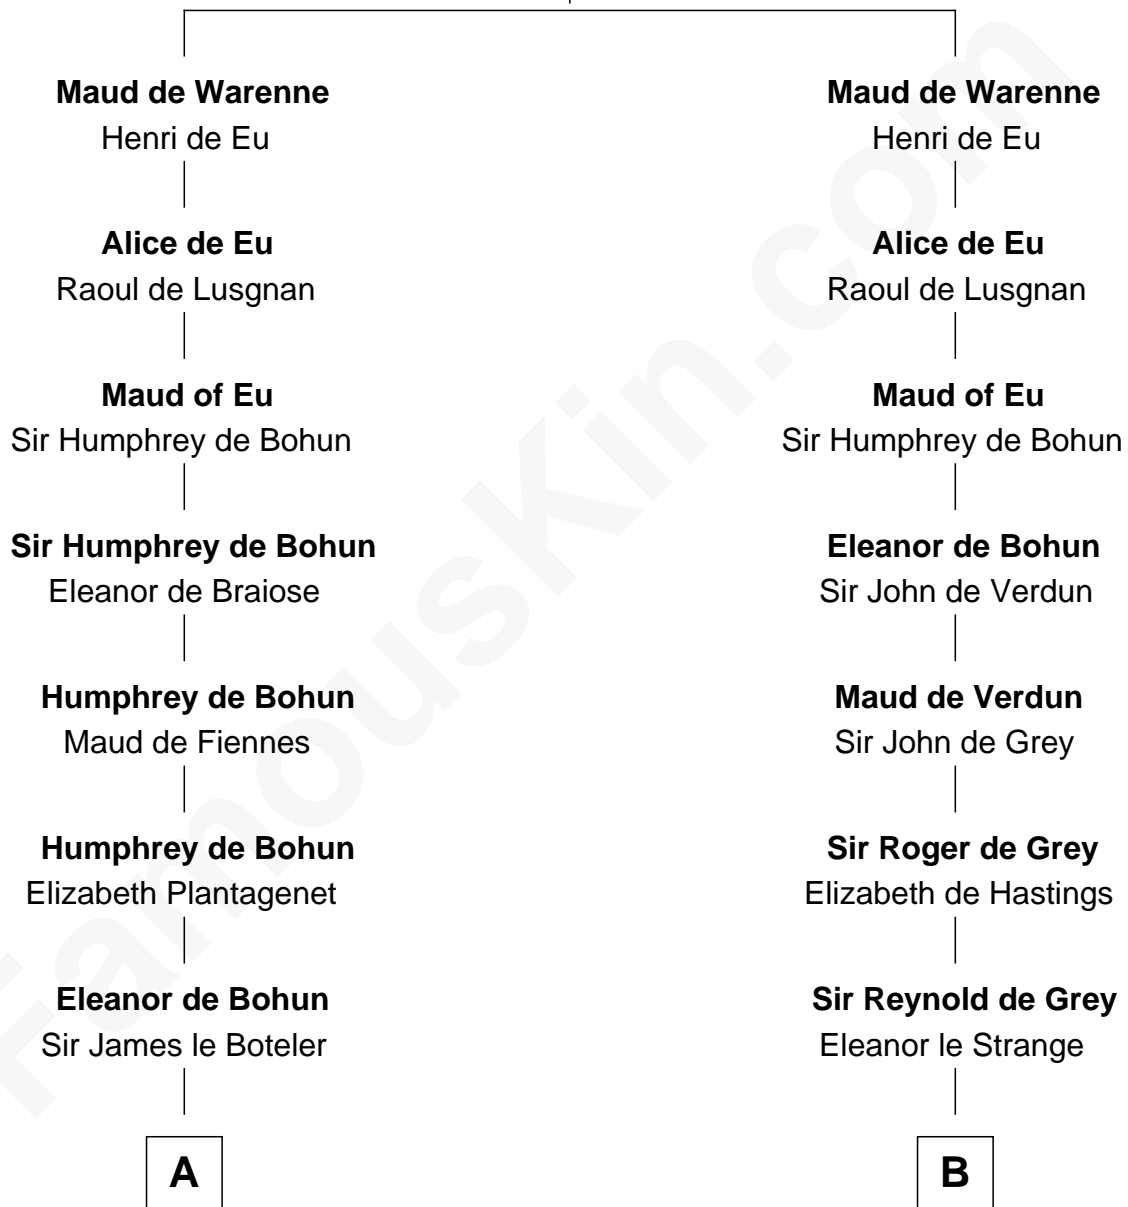 Maud de Warenne
Henri de Eu
Alice de Eu
Raoul de Lusgnan
Maud of Eu
Sir Humphrey de Bohun
Sir Humphrey de Bohun
Eleanor de Braiose
Humphrey de Bohun
Maud de Fiennes
Humphrey de Bohun
Elizabeth Plantagenet
Eleanor de Bohun
Sir James le Boteler
A
Maud de Warenne
Henri de Eu
Alice de Eu
Raoul de Lusgnan
Maud of Eu
Sir Humphrey de Bohun
Eleanor de Bohun
Sir John de Verdun
Maud de Verdun
Sir John de Grey
Sir Roger de Grey
Elizabeth de Hastings
Sir Reynold de Grey
Eleanor le Strange
B
FamousKin.com